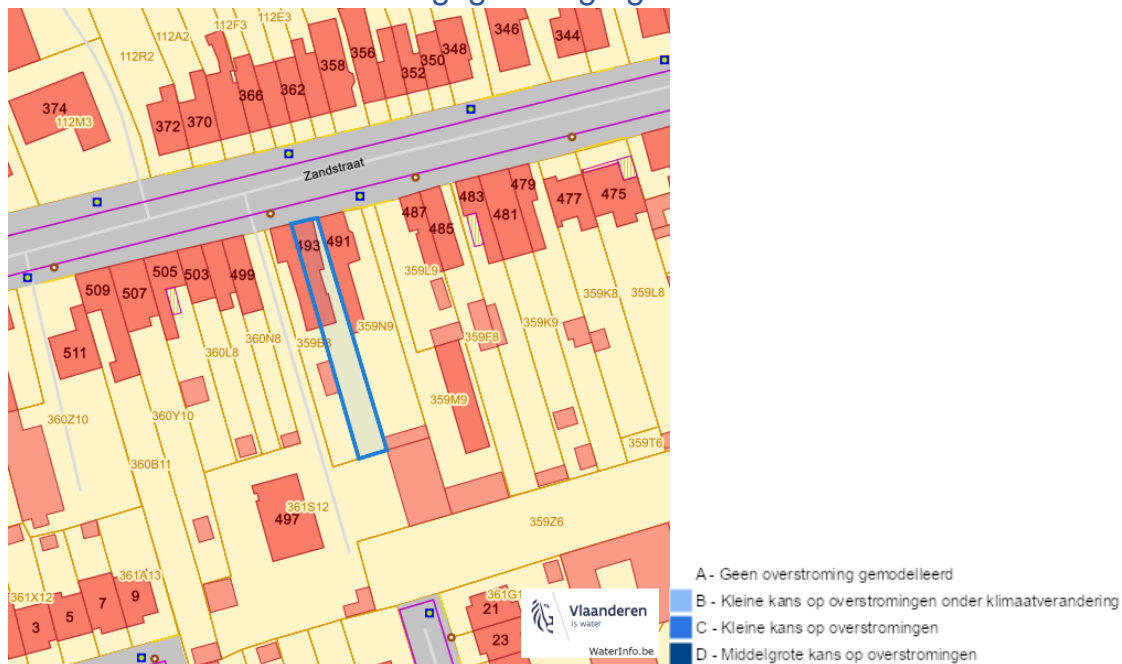 112F3
112E3
112A2
112R2
346
344
356
348
350
352
358
362
366
370
372
374
112M3
Zandstraat
479
483
477
475
481
487
485
493
491
359L9
505
503
499
509
507
359K8
359L8
359N9
360N8
359F8
359K9
511
360L8
359M9
360Z10
360Y10
359T6
360B11
361S12
497
359Z6
361A13
361X12
9
7
5
3
21
23
Vlaanderen
is water
WaterInfo.be
A - Geen overstroming gemodelleerd
B - Kleine kans op overstromingen onder klimaatverandering
C - Kleine kans op overstromingen
D - Middelgrote kans op overstromingen